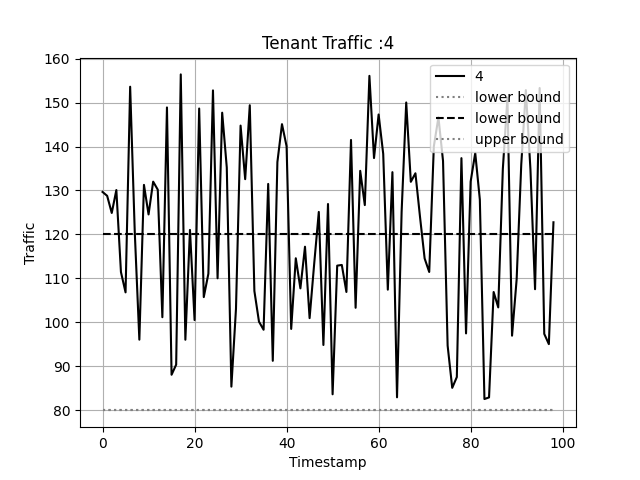 Tenant Traffic :4
4
lower bound
lower bound
upper bound
Traffic
160
150
140
130
120
110
100
90
80
0 20 40 60 80 100
Timestamp